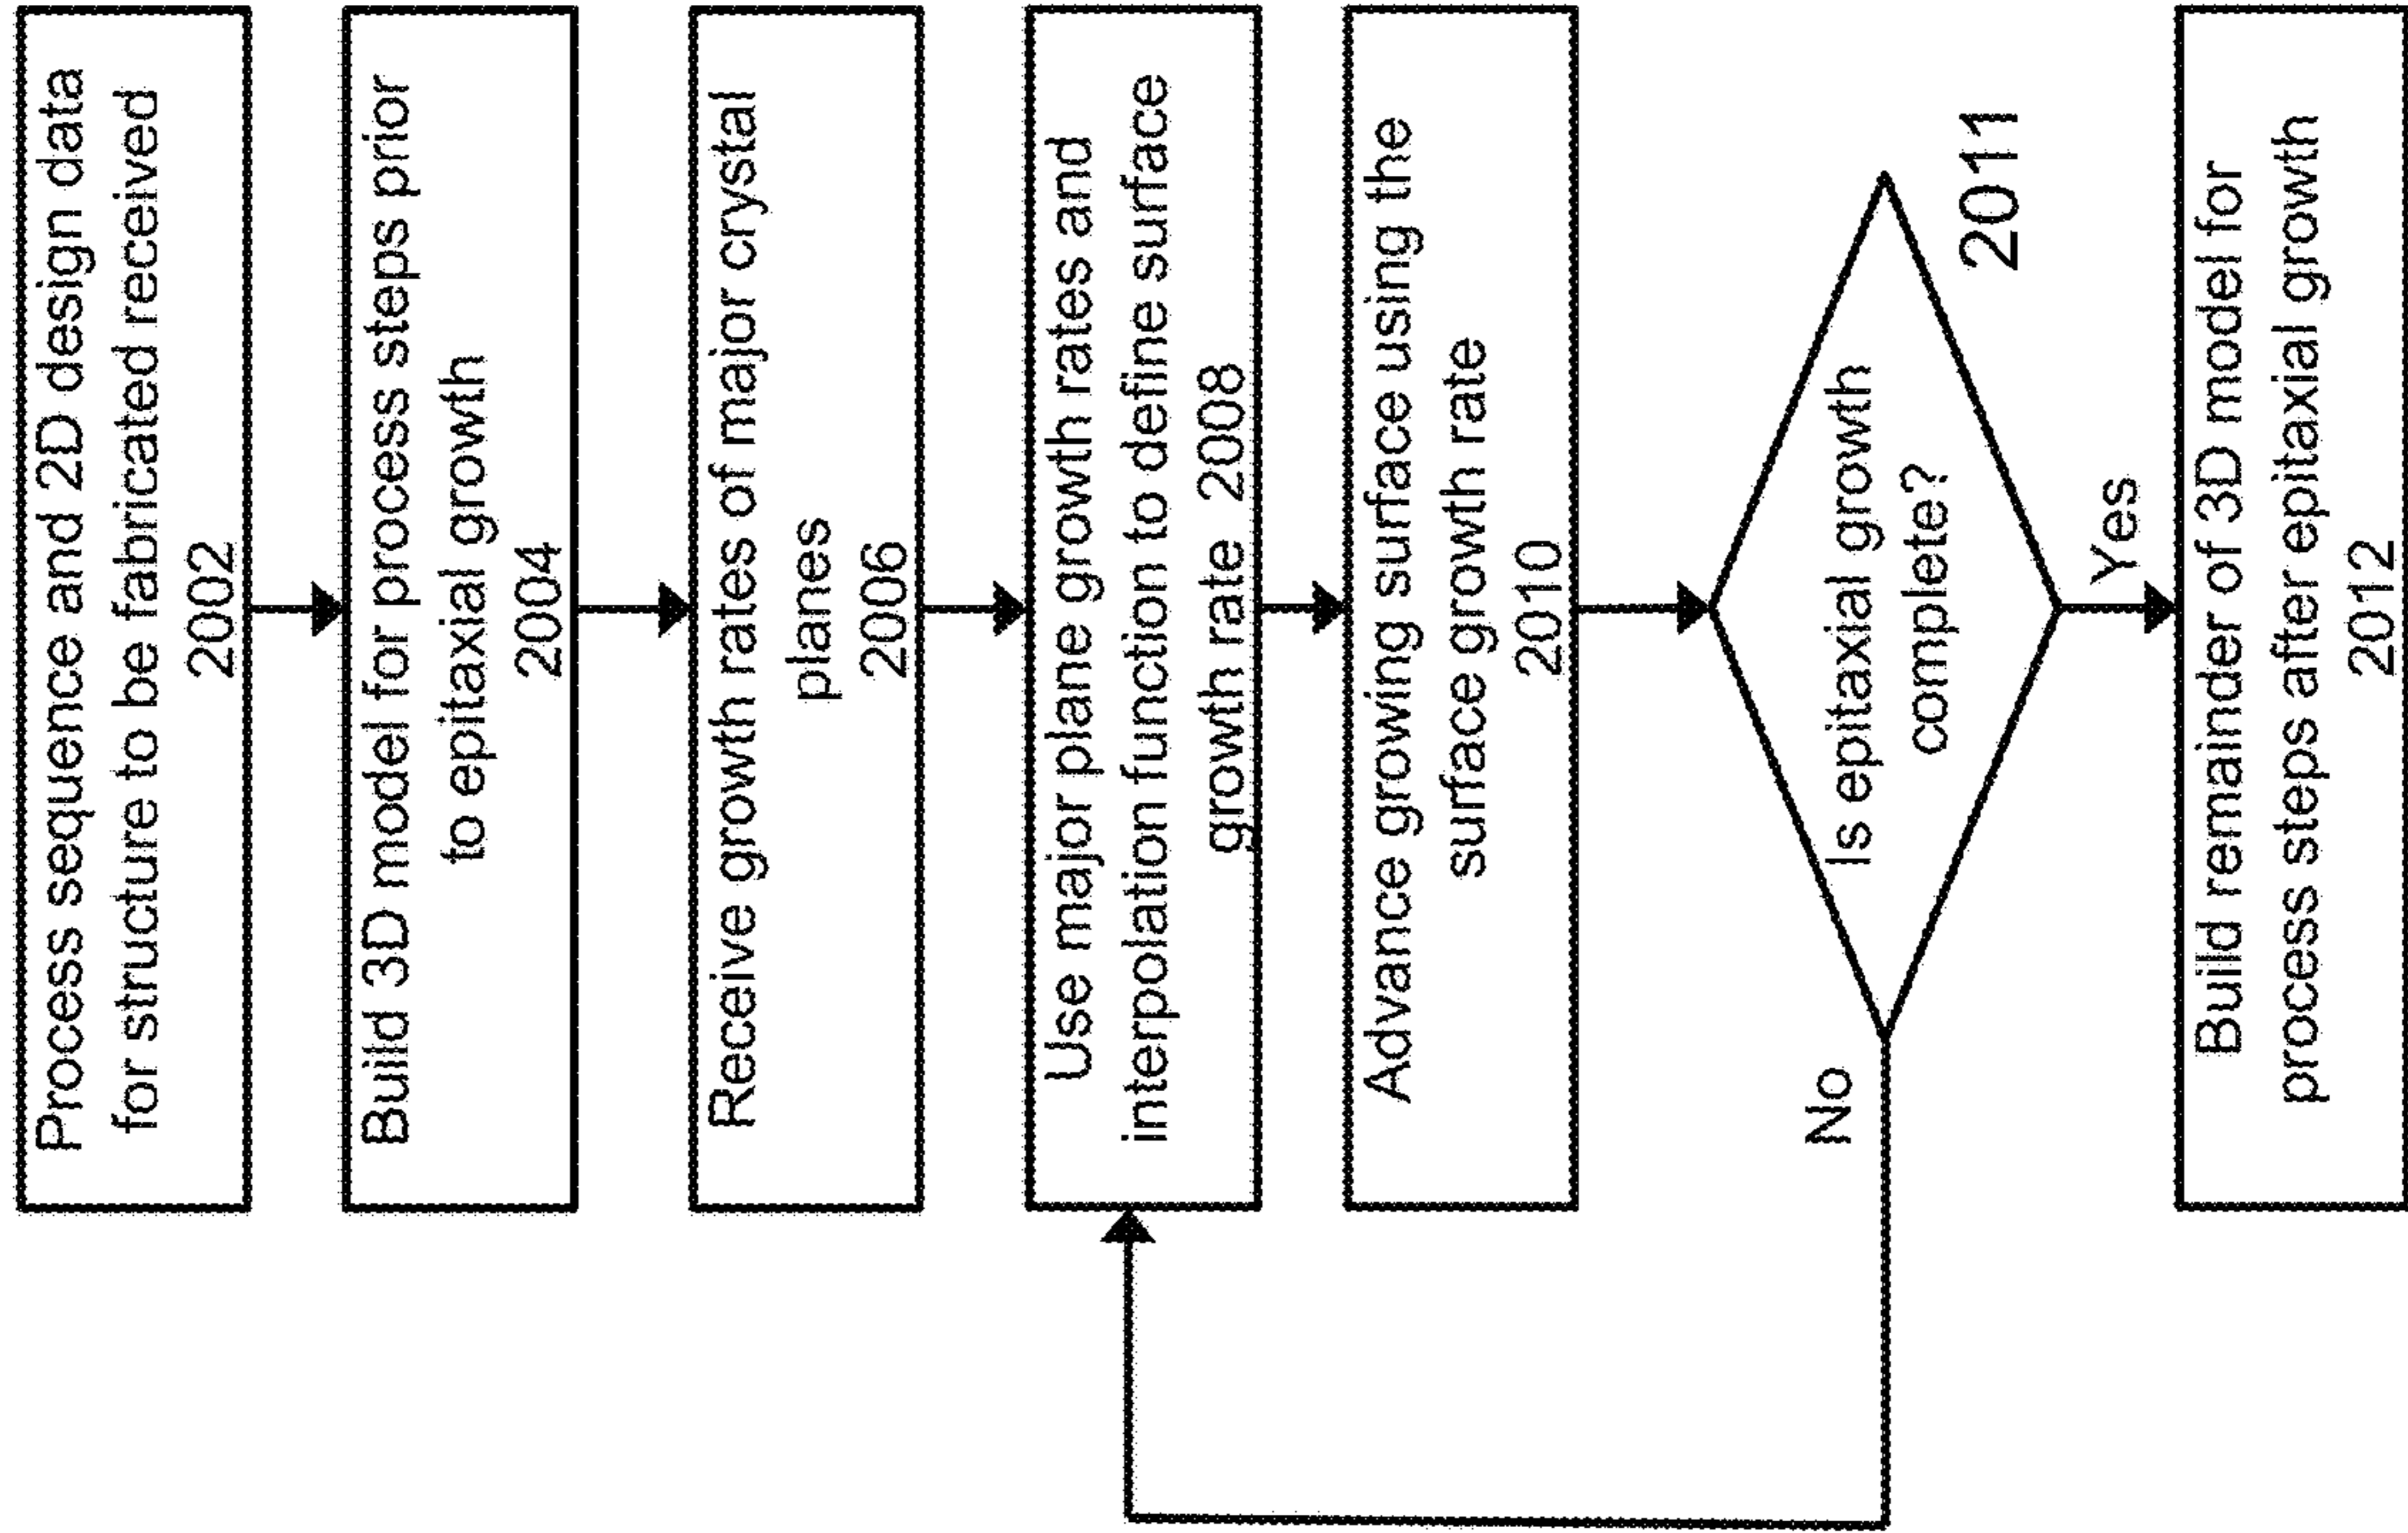 Process sequence and 2D design data
for structure to be fabricated received
2002
Build 3D model for process steps prior
to epitaxial growth
2004
Receive growth rates of major crystal
planes
2006
Use major plane growth rates and
interpolation function to define surface
growth rate 2008
Advance growing surface using the
surface growth rate
2010
Is epitaxial growth
complete?
2011
No
Yes
Build remainder of 3D model for
process steps after epitaxial growth
2012